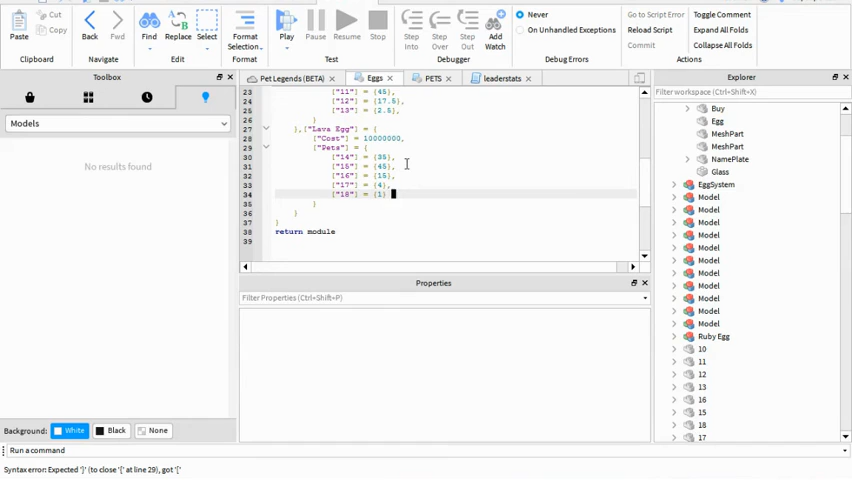 Cut
Copy
Paste
Clipboard
Back
Fwd
Navigate
Find
Replace
Select
Edit
Format
Selection
Format
Play
Pause
Resume
Stop
Step
Into
Step
Over
Step
Out
Add
Watch
Debugger
Never
On Unhandled Exceptions
Debug Errors
Go to Script Error
Reload Script
Commit
Toggle Comment
Expand All Folds
Collapse All Folds
Actions
Toolbox
Models
No results found
Background: White Black None
Pet Legends (BETA) Eggs PETS leaderstats
23 ["11"] = {45},
24 ["12"] = {17.5},
25 ["13"] = {2.5},
26 }
27 },["Lava Egg"] = {
28 ["Cost"] = 10000000,
29 ["Pets"] = {
30 ["14"] = {35},
31 ["15"] = {45},
32 ["16"] = {15},
33 ["17"] = {4},
34 ["18"] = {1}
35 }
36 }
37 }
38 return module
39
Properties
Filter Properties (Ctrl+Shift+P)
Explorer
Filter workspace (Ctrl+Shift+X)
Buy
Egg
MeshPart
MeshPart
NamePlate
Glass
EggSystem
Model
Model
Model
Model
Model
Model
Model
Model
Model
Model
Model
Ruby Egg
10
11
12
13
16
15
18
17
Run a command
Syntax error: Expected '}' (to close '{' at line 29), got '['